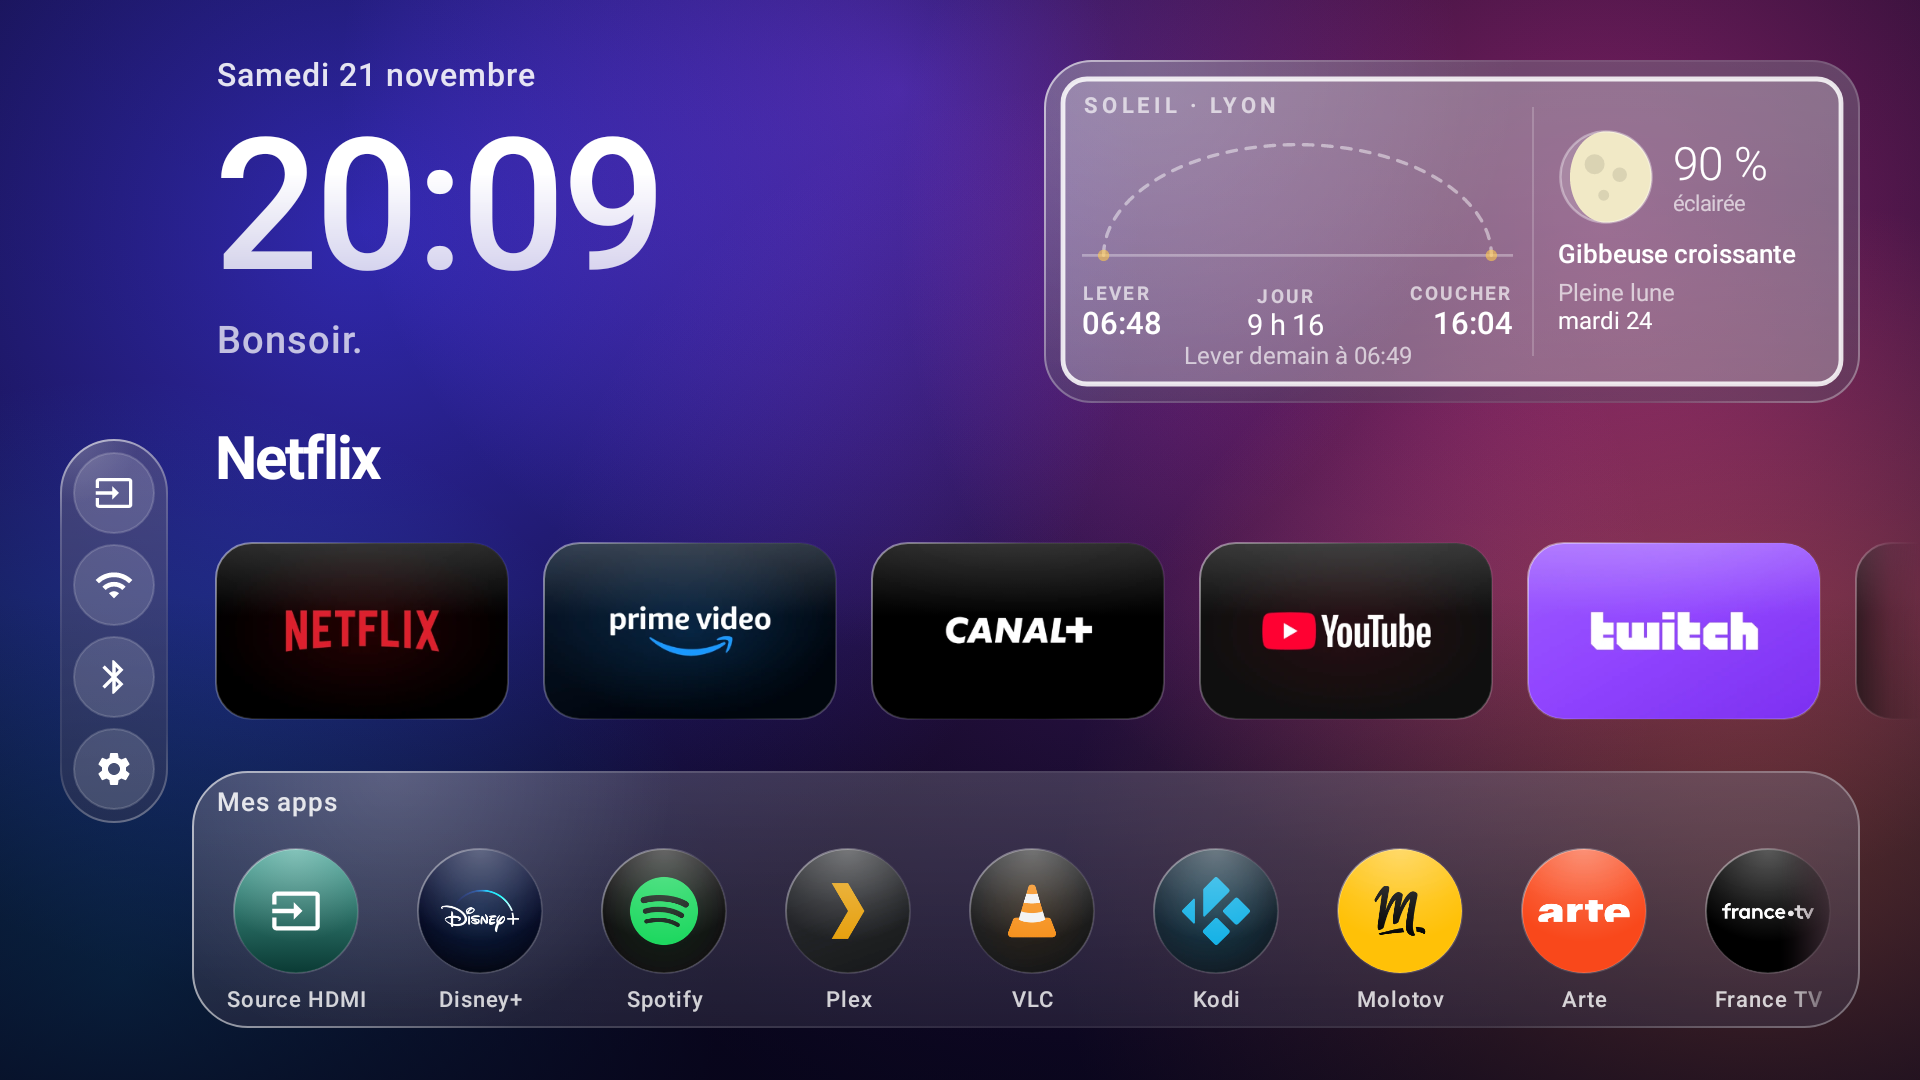 Samedi 21 novembre
20:09
Bonsoir.
SOLEIL · LYON
LEVER
06:48
JOUR
9 h 16
COUCHER
16:04
Lever demain à 06:49
90 %
éclairée
Gibbeuse croissante
Pleine lune
mardi 24
Netflix
NETFLIX
prime video
CANAL+
YouTube
twitch
Mes apps
Disney+
M.
arte
france•tv
Source HDMI
Disney+
Spotify
Plex
VLC
Kodi
Molotov
Arte
France TV